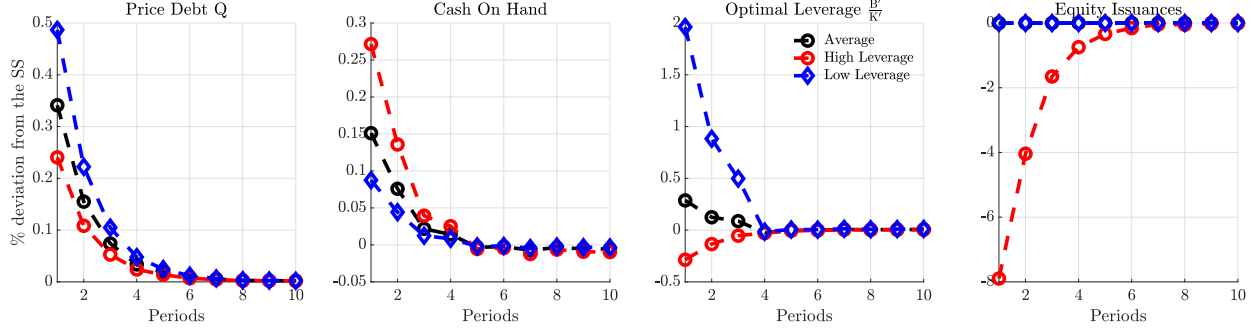 Price Debt Q
% deviation from the SS
0.5
0.4
0.3
0.2
0.1
0
2 4 6 8 10
Periods
Cash On Hand
0.3
0.25
0.2
0.15
0.1
0.05
0
-0.05
2 4 6 8 10
Periods
Optimal Leverage B′/K′
2
1.5
1
0.5
0
-0.5
Average
High Leverage
Low Leverage
2 4 6 8 10
Periods
Equity Issuances
0
-2
-4
-6
-8
2 4 6 8 10
Periods